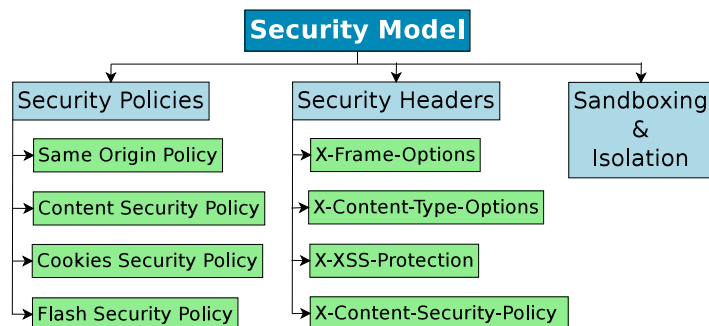 Security Model
Security Policies
Same Origin Policy
Content Security Policy
Cookies Security Policy
Flash Security Policy
Security Headers
X-Frame-Options
X-Content-Type-Options
X-XSS-Protection
X-Content-Security-Policy
Sandboxing
&
Isolation